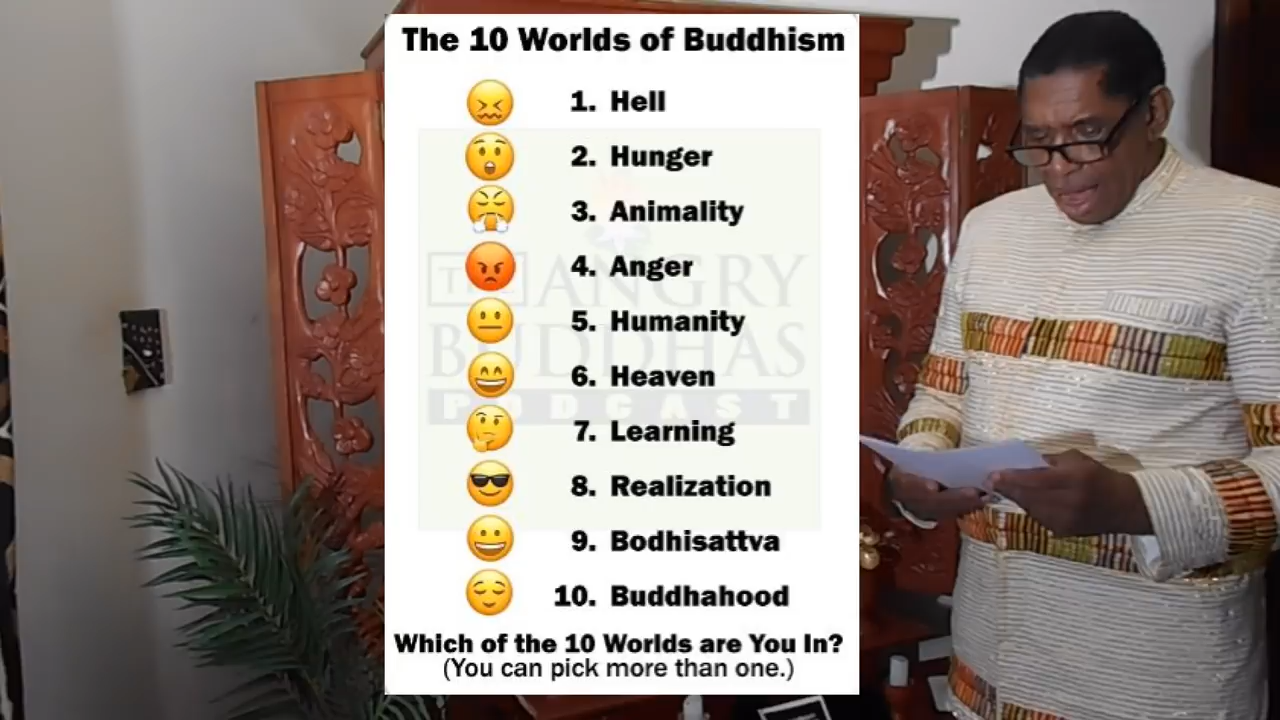 The 10 Worlds of Buddhism
1. Hell
2. Hunger
3. Animality
4. Anger
5. Humanity
6. Heaven
7. Learning
8. Realization
9. Bodhisattva
10. Buddhahood
THE ANGRY
BUDDHAS
PODCAST
Which of the 10 Worlds are You In?
(You can pick more than one.)